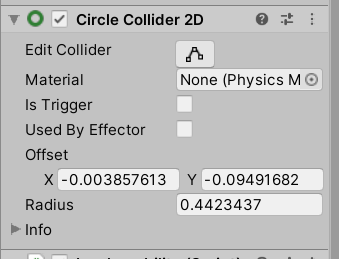 Circle Collider 2D
Edit Collider
Material None (Physics M
Is Trigger
Used By Effector
Offset
X -0.003857613 Y -0.09491682
Radius 0.4423437
Info